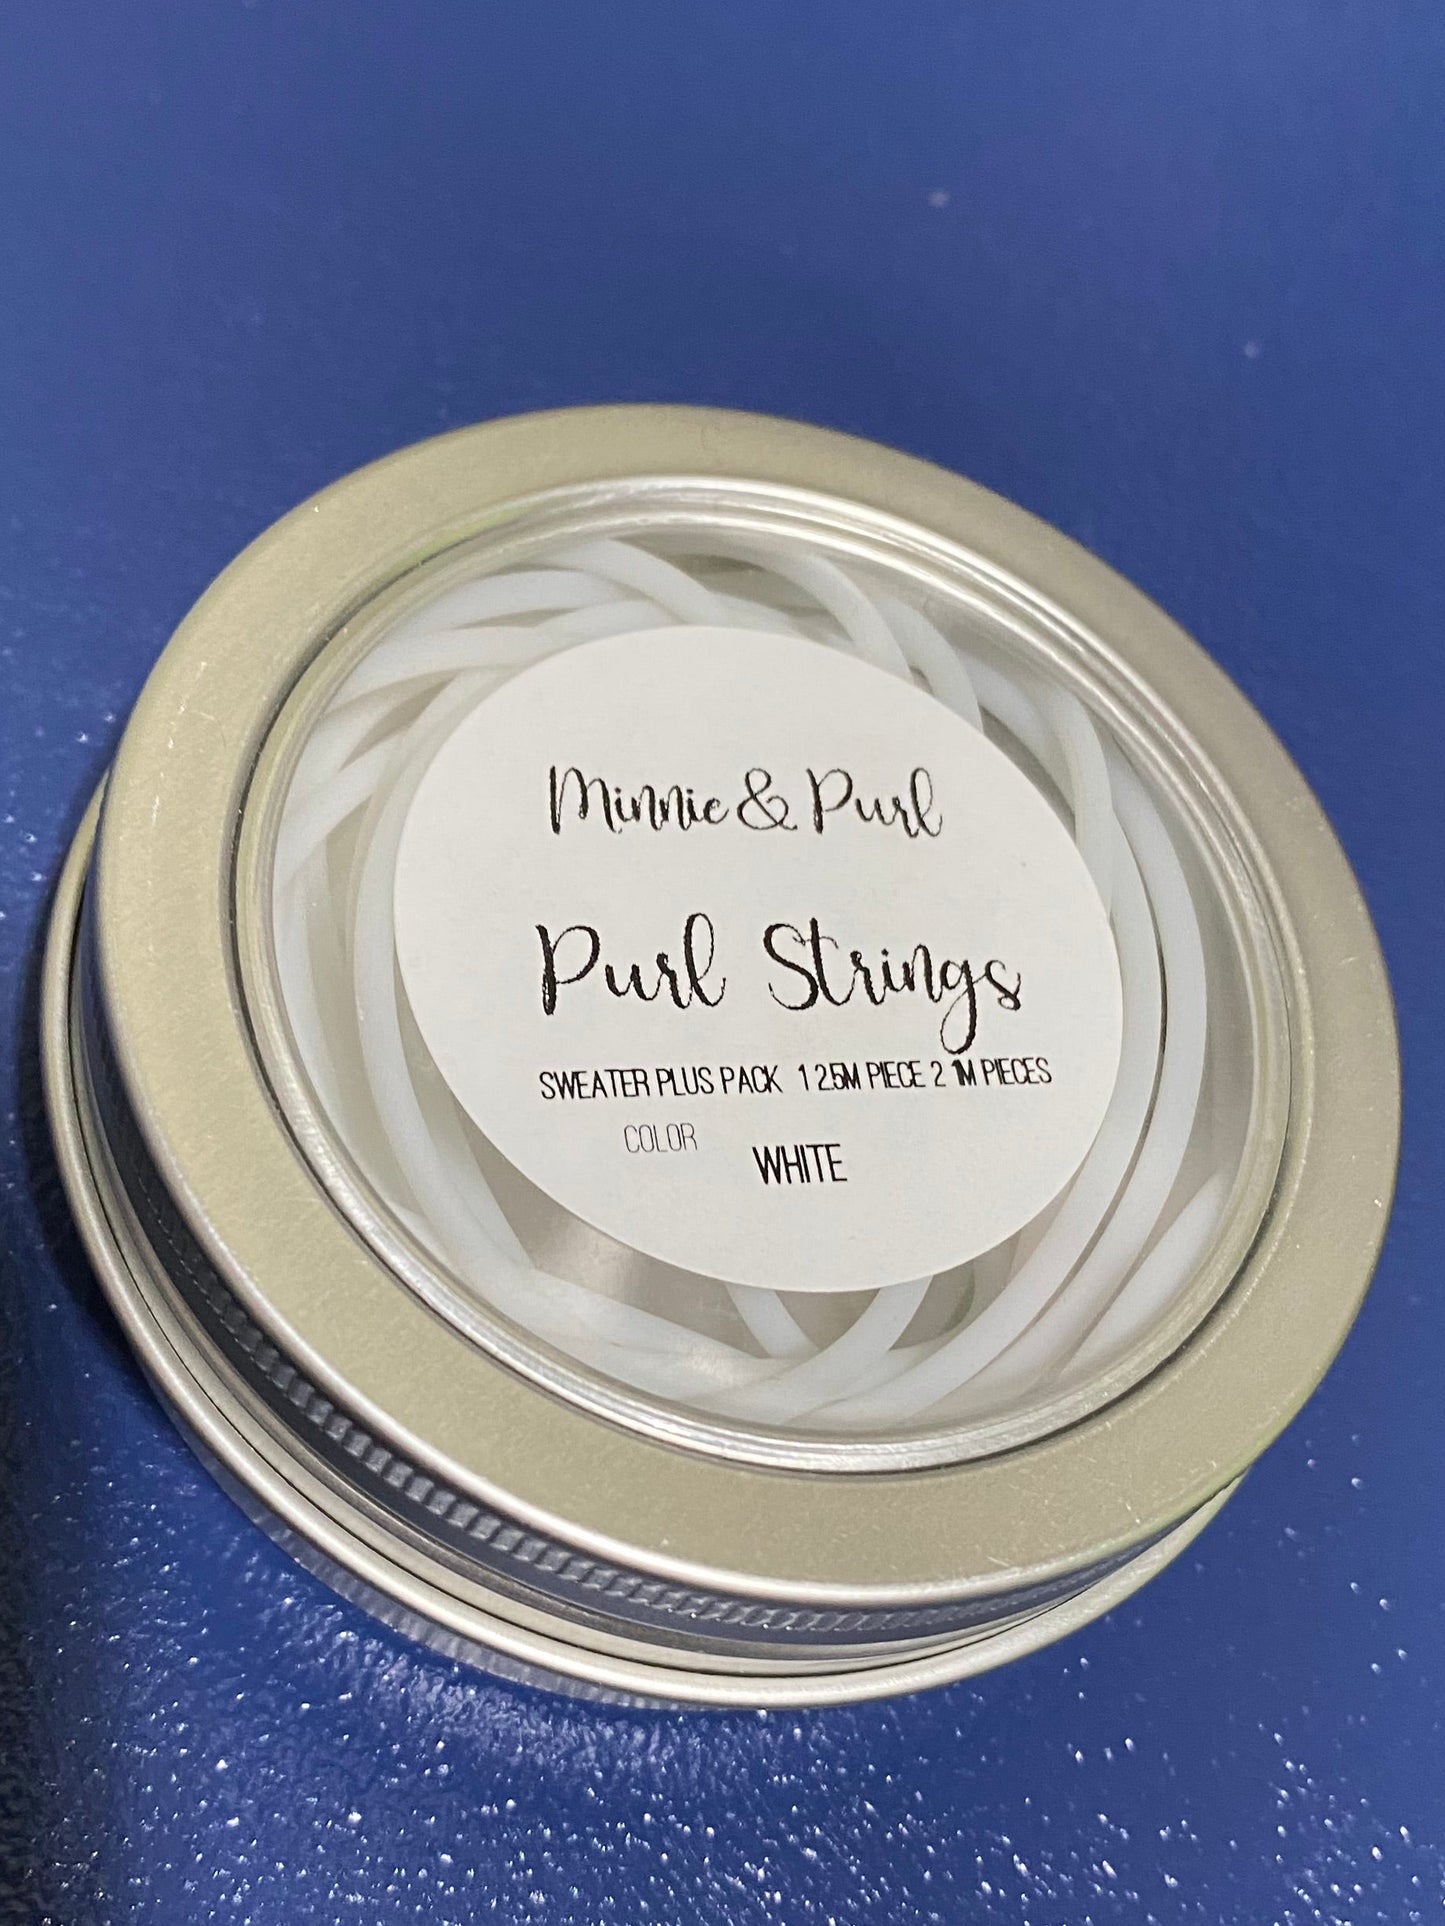 Minnie & Purl
Purl Strings
SWEATER PLUS PACK 1 2.5M PIECE 2 1M PIECES
COLOR WHITE